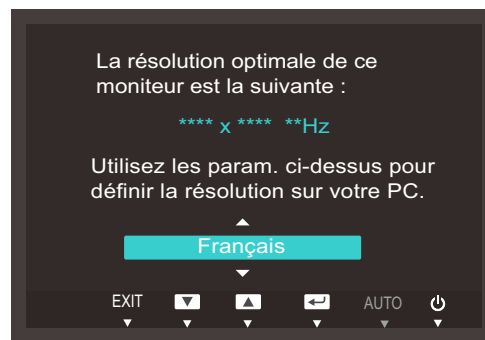 La résolution optimale de ce
moniteur est la suivante :
**** x **** **Hz
Utilisez les param. ci-dessus pour
définir la résolution sur votre PC.
Français
EXIT AUTO